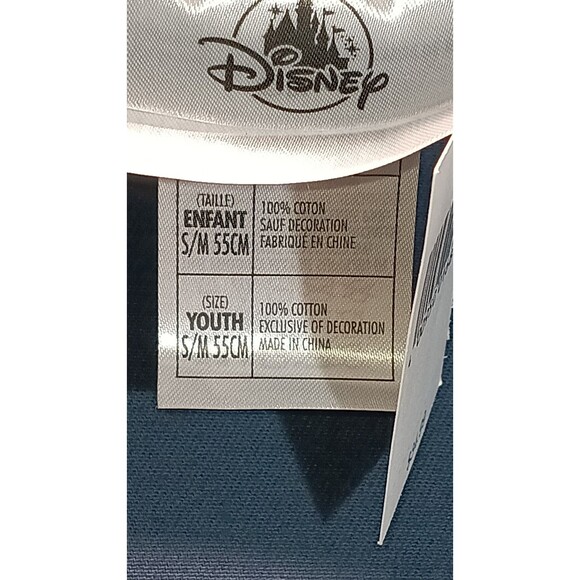 Disney
(TAILLE)
ENFANT
S/M 55CM
100% COTON
SAUF DECORATION
FABRIQUÉ EN CHINE
(SIZE)
YOUTH
S/M 55CM
100% COTTON
EXCLUSIVE OF DECORATION
MADE IN CHINA